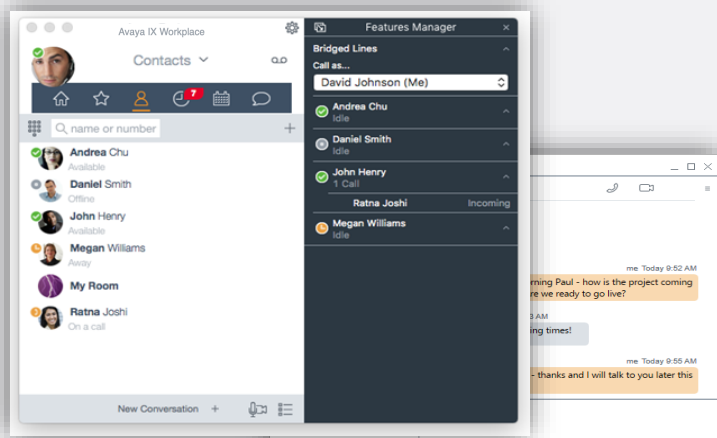 Avaya IX Workplace
Contacts
7
name or number
Andrea Chu
Available
Daniel Smith
Offline
John Henry
Available
Megan Williams
Away
My Room
Ratna Joshi
On a call
New Conversation +
Features Manager
Bridged Lines
Call as...
David Johnson (Me)
Andrea Chu
Idle
Daniel Smith
Idle
John Henry
1 Call
Ratna Joshi Incoming
Megan Williams
Idle
me Today 9:52 AM
rning Paul - how is the project coming
re we ready to go live?
3 AM
ing times!
me Today 9:55 AM
- thanks and I will talk to you later this